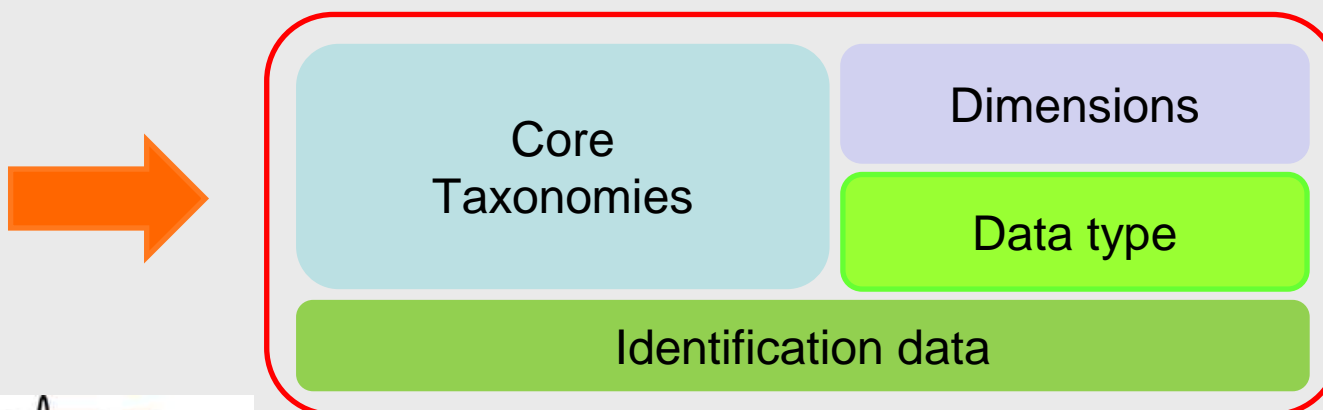 Core
Taxonomies
Dimensions
Data type
Identification data